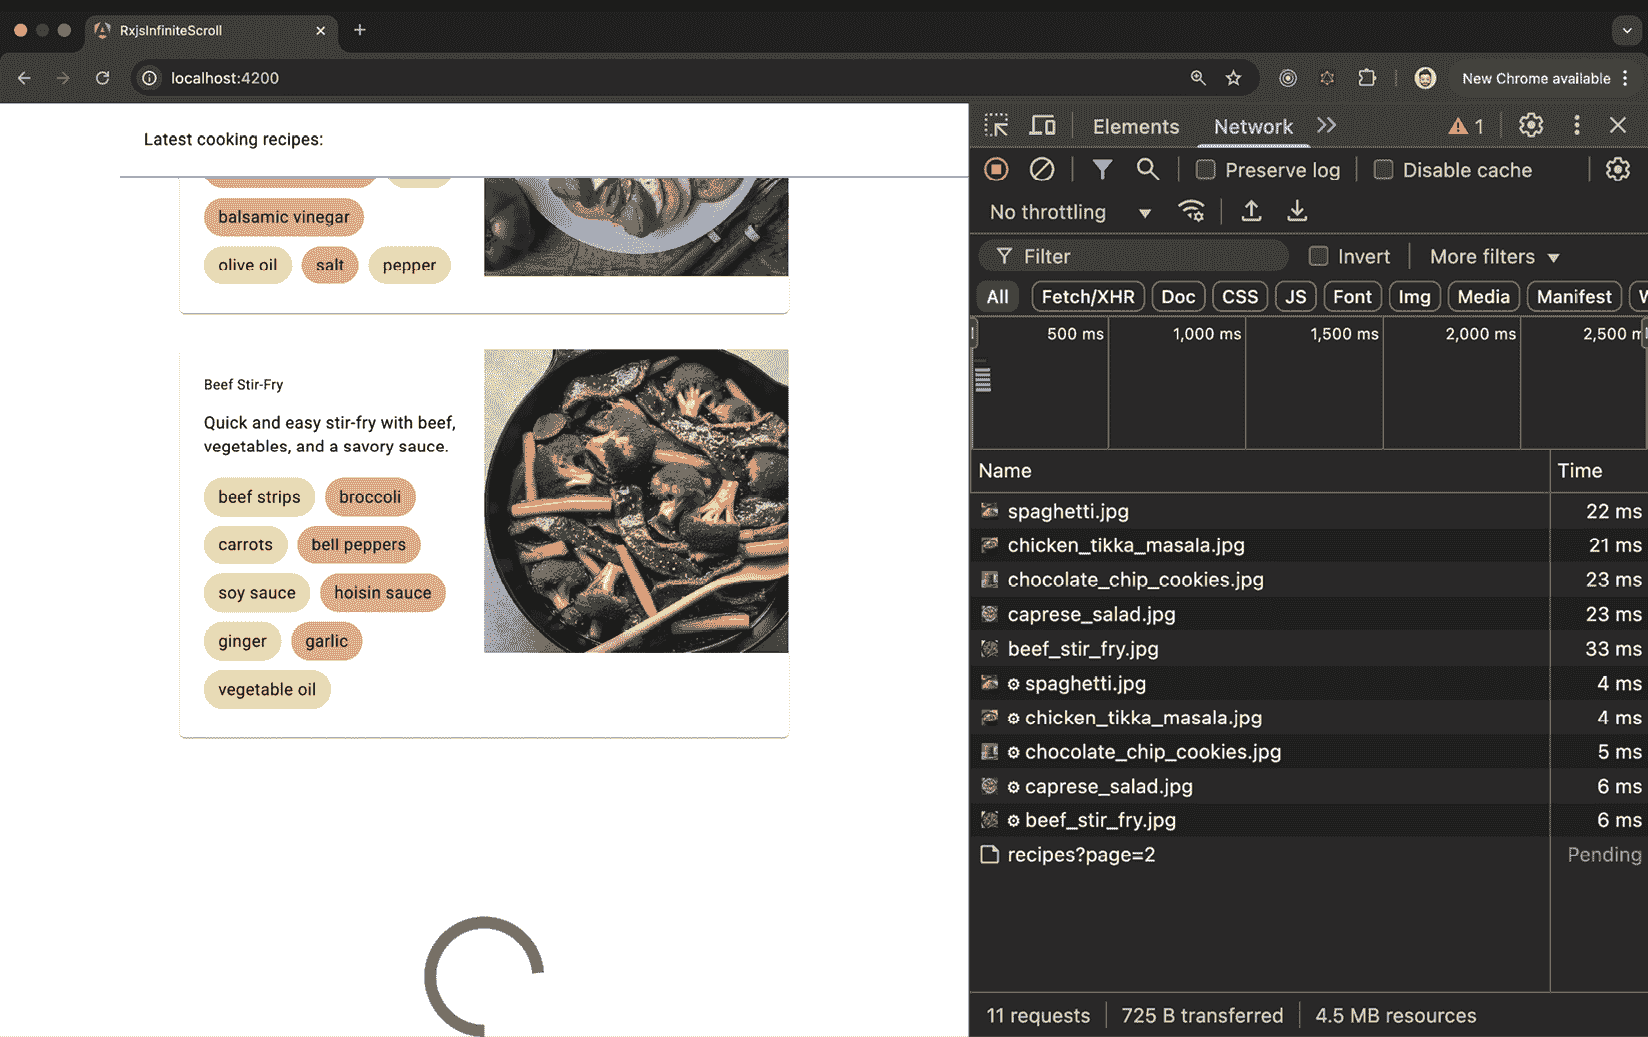 RxjsInfiniteScroll
localhost:4200
New Chrome available
Latest cooking recipes:
balsamic vinegar
olive oil salt pepper
Beef Stir-Fry
Quick and easy stir-fry with beef,
vegetables, and a savory sauce.
beef strips broccoli
carrots bell peppers
soy sauce hoisin sauce
ginger garlic
vegetable oil
Elements Network 1
Preserve log Disable cache
No throttling
Filter Invert More filters
All Fetch/XHR Doc CSS JS Font Img Media Manifest
500 ms 1,000 ms 1,500 ms 2,000 ms 2,500 m
Name Time
spaghetti.jpg 22 ms
chicken_tikka_masala.jpg 21 ms
chocolate_chip_cookies.jpg 23 ms
caprese_salad.jpg 23 ms
beef_stir_fry.jpg 33 ms
spaghetti.jpg 4 ms
chicken_tikka_masala.jpg 4 ms
chocolate_chip_cookies.jpg 5 ms
caprese_salad.jpg 6 ms
beef_stir_fry.jpg 6 ms
recipes?page=2 Pending
11 requests 725 B transferred 4.5 MB resources